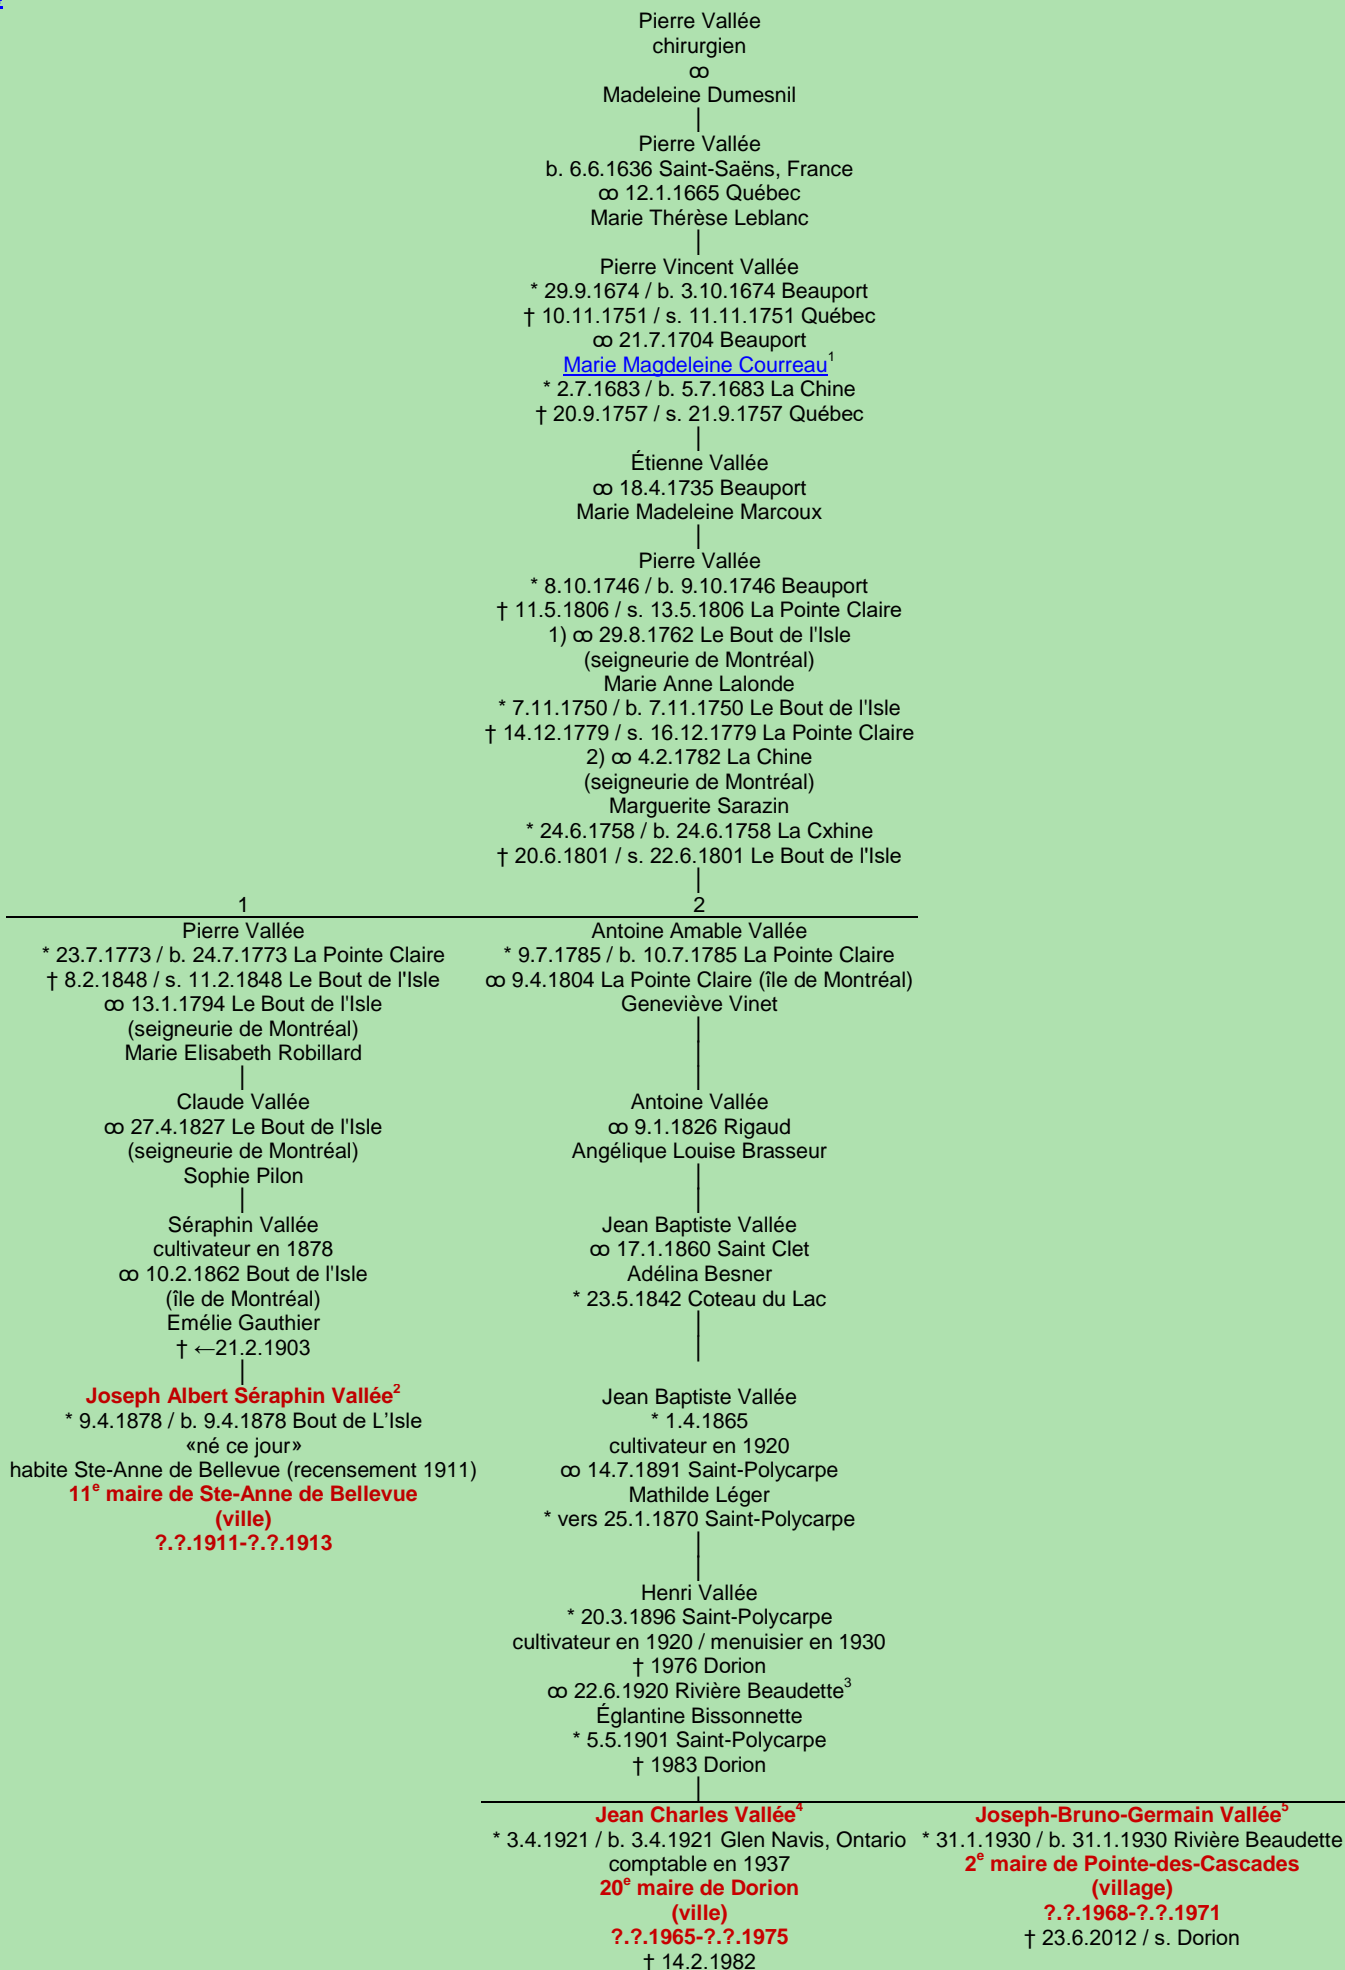 Pierre Vallée
chirurgien
ꝏ
Madeleine Dumesnil
Pierre Vallée
b. 6.6.1636 Saint-Saëns, France
ꝏ 12.1.1665 Québec
Marie Thérèse Leblanc
Pierre Vincent Vallée
* 29.9.1674 / b. 3.10.1674 Beauport
† 10.11.1751 / s. 11.11.1751 Québec
ꝏ 21.7.1704 Beauport
Marie Magdeleine Courreau¹
* 2.7.1683 / b. 5.7.1683 La Chine
† 20.9.1757 / s. 21.9.1757 Québec
Étienne Vallée
ꝏ 18.4.1735 Beauport
Marie Madeleine Marcoux
Pierre Vallée
* 8.10.1746 / b. 9.10.1746 Beauport
† 11.5.1806 / s. 13.5.1806 La Pointe Claire
1) ꝏ 29.8.1762 Le Bout de l'Isle
(seigneurie de Montréal)
Marie Anne Lalonde
* 7.11.1750 / b. 7.11.1750 Le Bout de l'Isle
† 14.12.1779 / s. 16.12.1779 La Pointe Claire
2) ꝏ 4.2.1782 La Chine
(seigneurie de Montréal)
Marguerite Sarazin
* 24.6.1758 / b. 24.6.1758 La Cxhine
† 20.6.1801 / s. 22.6.1801 Le Bout de l'Isle
1
Pierre Vallée
* 23.7.1773 / b. 24.7.1773 La Pointe Claire
† 8.2.1848 / s. 11.2.1848 Le Bout de l'Isle
ꝏ 13.1.1794 Le Bout de l'Isle
(seigneurie de Montréal)
Marie Elisabeth Robillard
Claude Vallée
ꝏ 27.4.1827 Le Bout de l'Isle
(seigneurie de Montréal)
Sophie Pilon
Séraphin Vallée
cultivateur en 1878
ꝏ 10.2.1862 Bout de l'Isle
(île de Montréal)
Emélie Gauthier
† ←21.2.1903
Joseph Albert Séraphin Vallée²
* 9.4.1878 / b. 9.4.1878 Bout de L’Isle
«né ce jour»
habite Ste-Anne de Bellevue (recensement 1911)
11ᵉ maire de Ste-Anne de Bellevue
(ville)
?.?.1911-?.?.1913
2
Antoine Amable Vallée
* 9.7.1785 / b. 10.7.1785 La Pointe Claire
ꝏ 9.4.1804 La Pointe Claire (île de Montréal)
Geneviève Vinet
Antoine Vallée
ꝏ 9.1.1826 Rigaud
Angélique Louise Brasseur
Jean Baptiste Vallée
ꝏ 17.1.1860 Saint Clet
Adélina Besner
* 23.5.1842 Coteau du Lac
Jean Baptiste Vallée
* 1.4.1865
cultivateur en 1920
ꝏ 14.7.1891 Saint-Polycarpe
Mathilde Léger
* vers 25.1.1870 Saint-Polycarpe
Henri Vallée
* 20.3.1896 Saint-Polycarpe
cultivateur en 1920 / menuisier en 1930
† 1976 Dorion
ꝏ 22.6.1920 Rivière Beaudette³
Églantine Bissonnette
* 5.5.1901 Saint-Polycarpe
† 1983 Dorion
Jean Charles Vallée⁴
* 3.4.1921 / b. 3.4.1921 Glen Navis, Ontario
comptable en 1937
20ᵉ maire de Dorion
(ville)
?.?.1965-?.?.1975
† 14.2.1982
Joseph-Bruno-Germain Vallée⁵
* 31.1.1930 / b. 31.1.1930 Rivière Beaudette
2ᵉ maire de Pointe-des-Cascades
(village)
?.?.1968-?.?.1971
† 23.6.2012 / s. Dorion